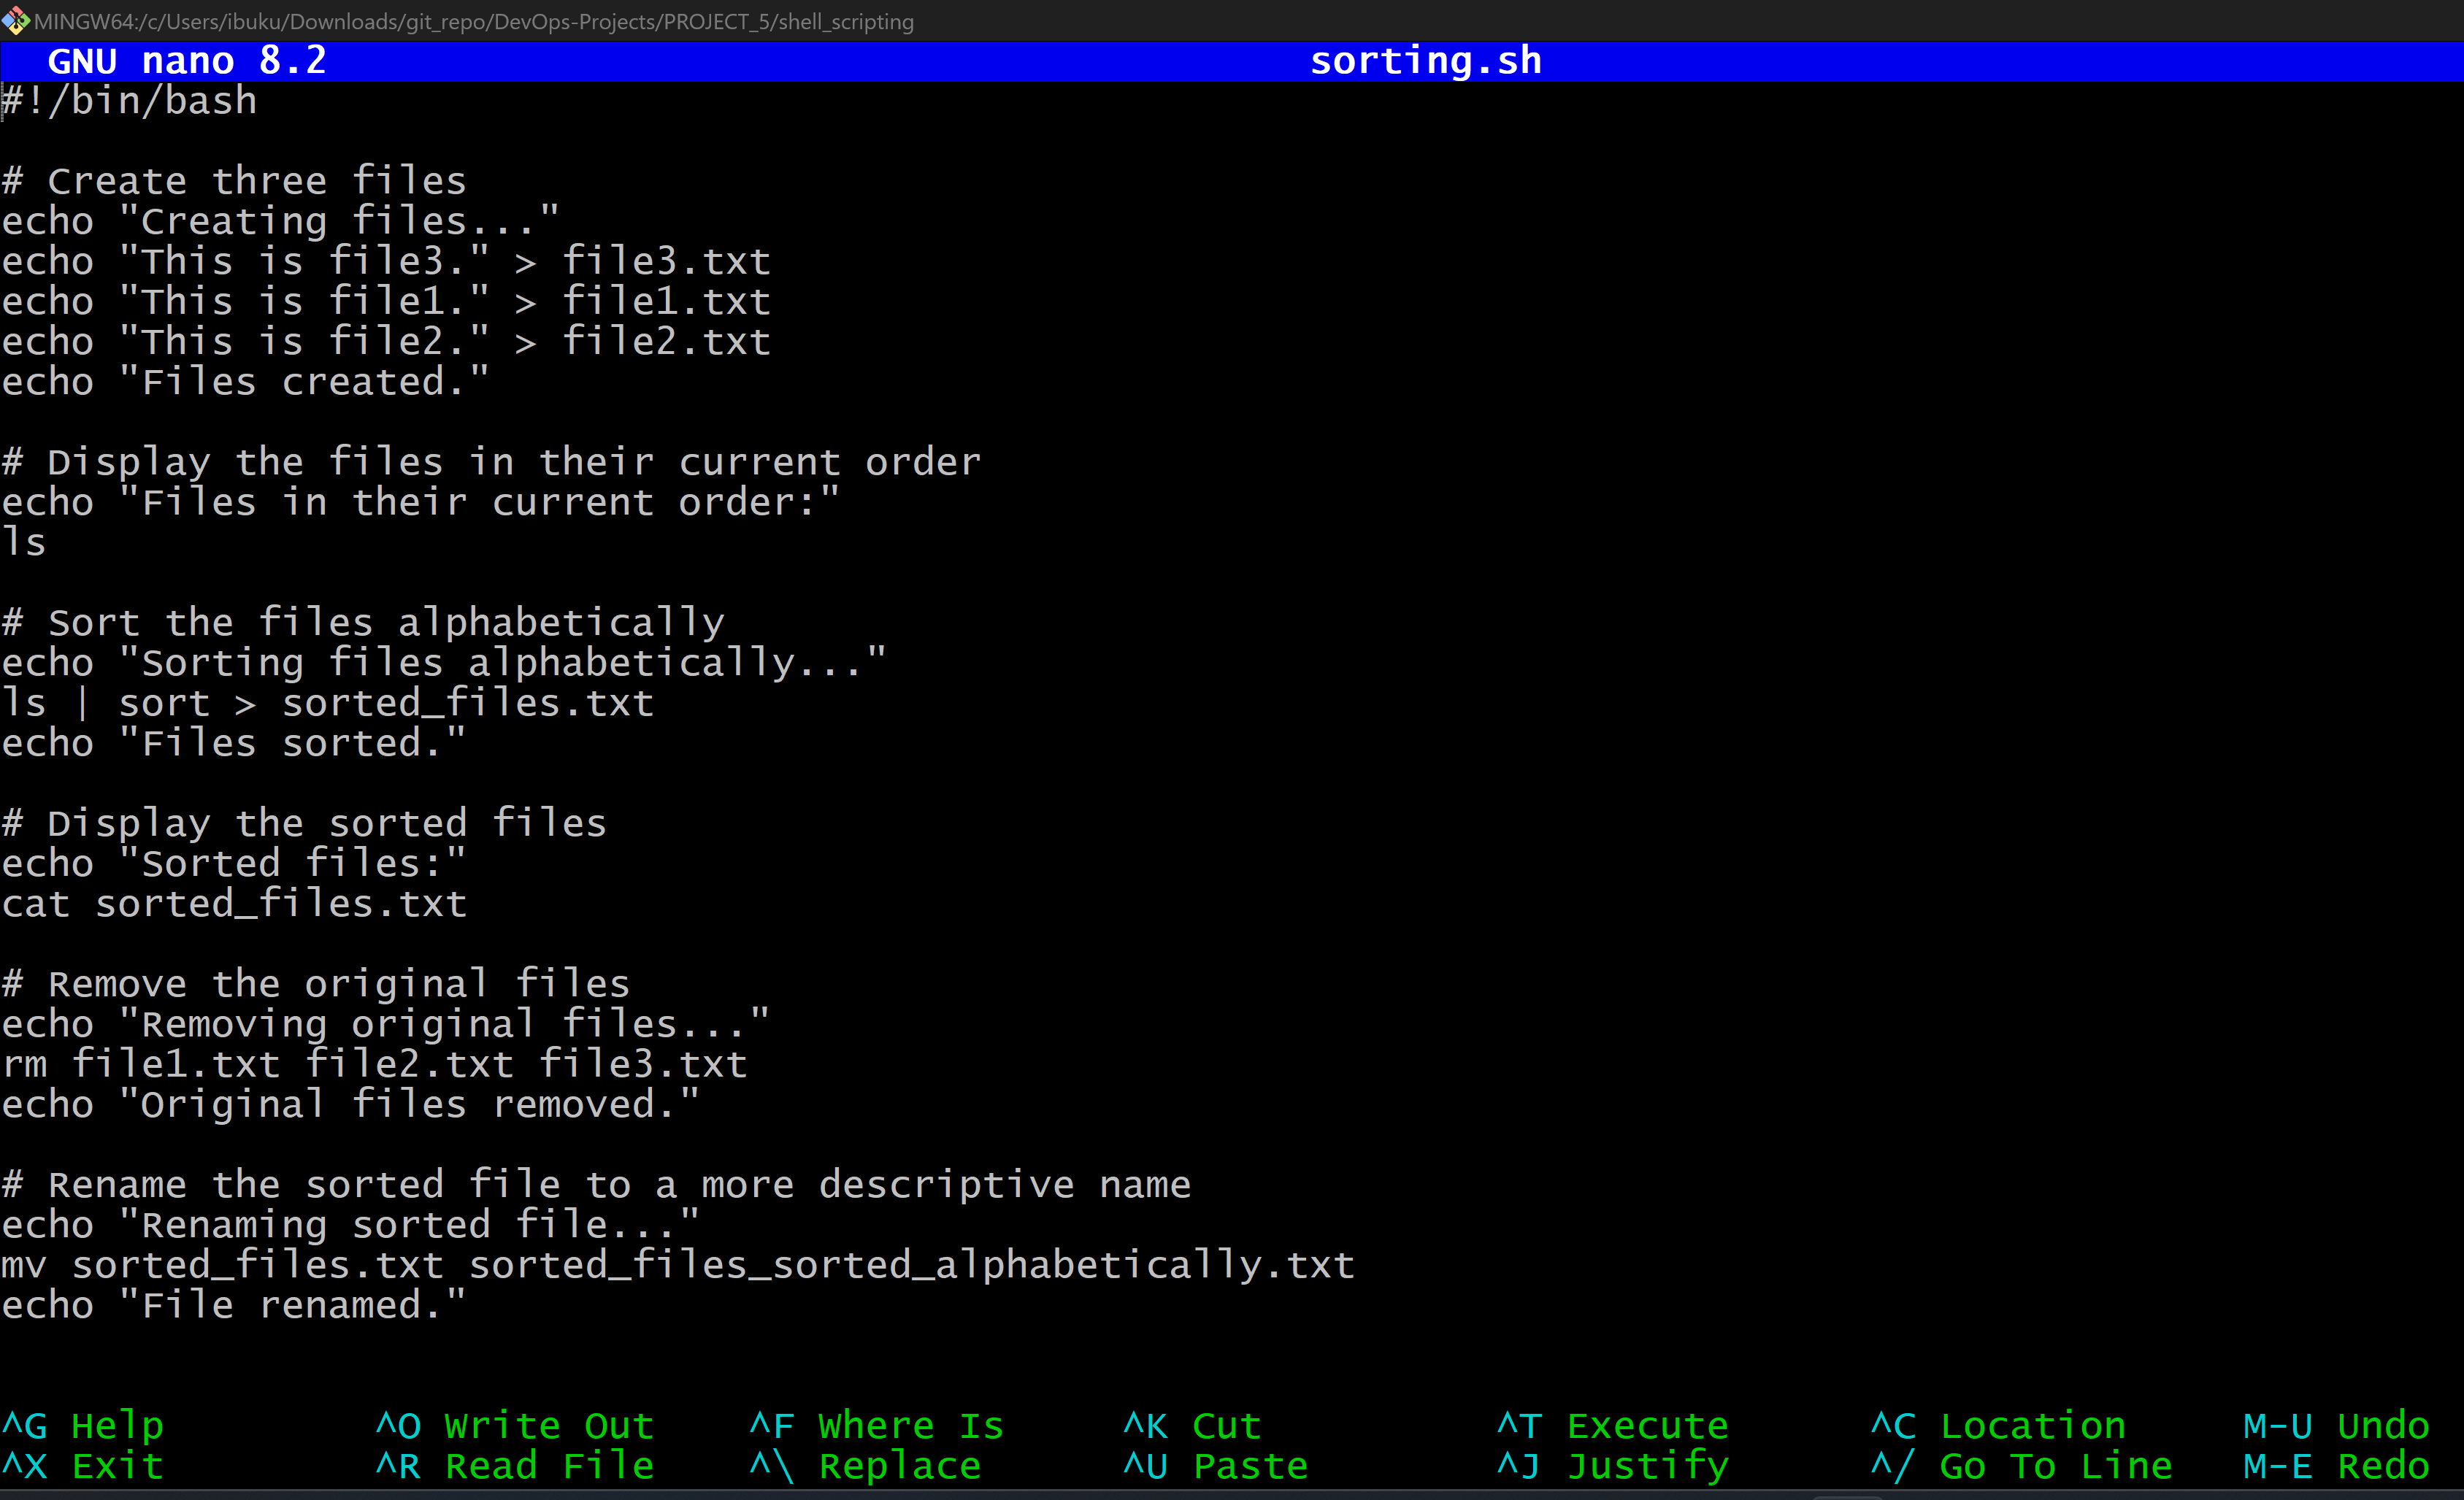 MINGW64:/c/Users/ibuku/Downloads/git_repo/DevOps-Projects/PROJECT_5/shell_scripting
GNU nano 8.2 sorting.sh
#!/bin/bash

# Create three files
echo "Creating files..."
echo "This is file3." > file3.txt
echo "This is file1." > file1.txt
echo "This is file2." > file2.txt
echo "Files created."

# Display the files in their current order
echo "Files in their current order:"
ls

# Sort the files alphabetically
echo "Sorting files alphabetically..."
ls | sort > sorted_files.txt
echo "Files sorted."

# Display the sorted files
echo "Sorted files:"
cat sorted_files.txt

# Remove the original files
echo "Removing original files..."
rm file1.txt file2.txt file3.txt
echo "Original files removed."

# Rename the sorted file to a more descriptive name
echo "Renaming sorted file..."
mv sorted_files.txt sorted_files_sorted_alphabetically.txt
echo "File renamed."

^G Help ^O Write Out ^F Where Is ^K Cut ^T Execute ^C Location M-U Undo
^X Exit ^R Read File ^\ Replace ^U Paste ^J Justify ^/ Go To Line M-E Redo